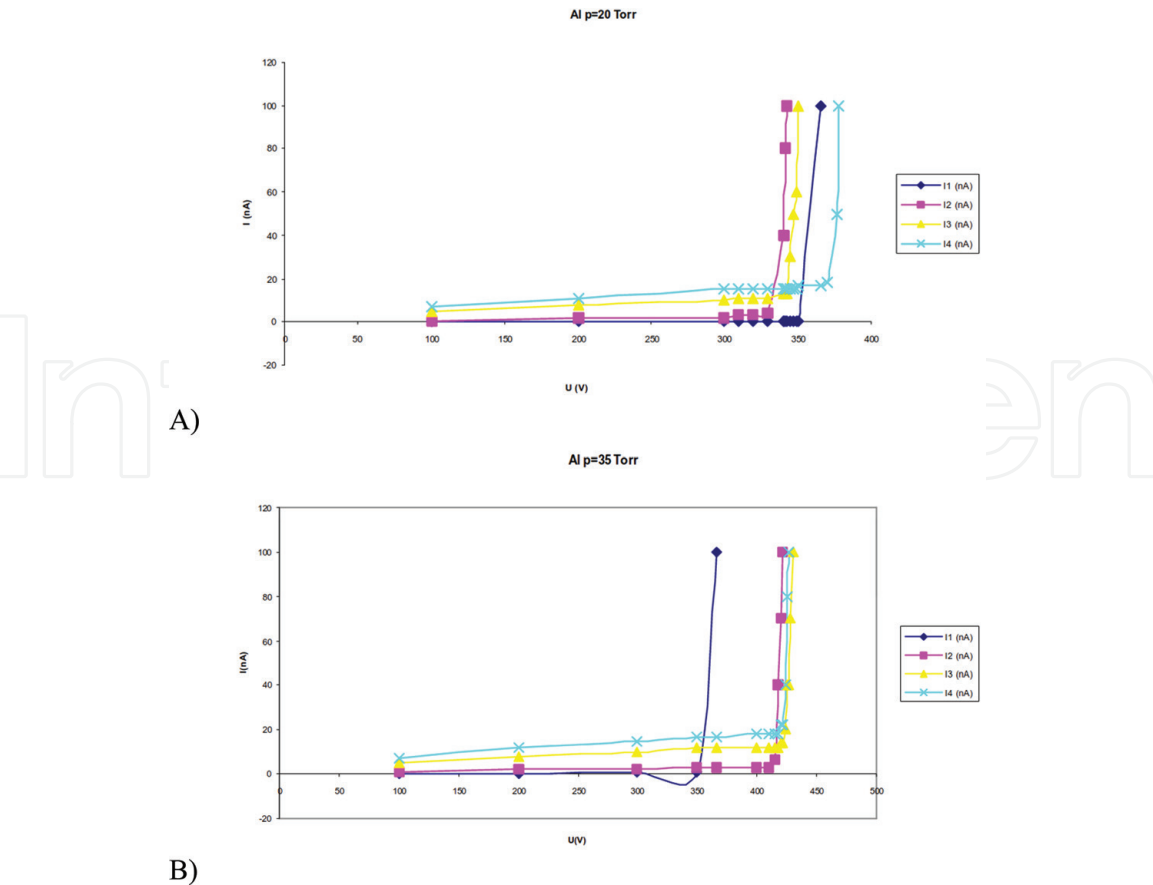 Al p=20 Torr
120
100
80
60
40
20
0
-20
0 50 100 150 200 250 300 350 400
I (nA)
U (V)
I1 (nA)
I2 (nA)
I3 (nA)
I4 (nA)
A)
Al p=35 Torr
120
100
80
60
40
20
0
-20
0 50 100 150 200 250 300 350 400 450 500
I(nA)
U(V)
I1 (nA)
I2 (nA)
I3 (nA)
I4 (nA)
B)